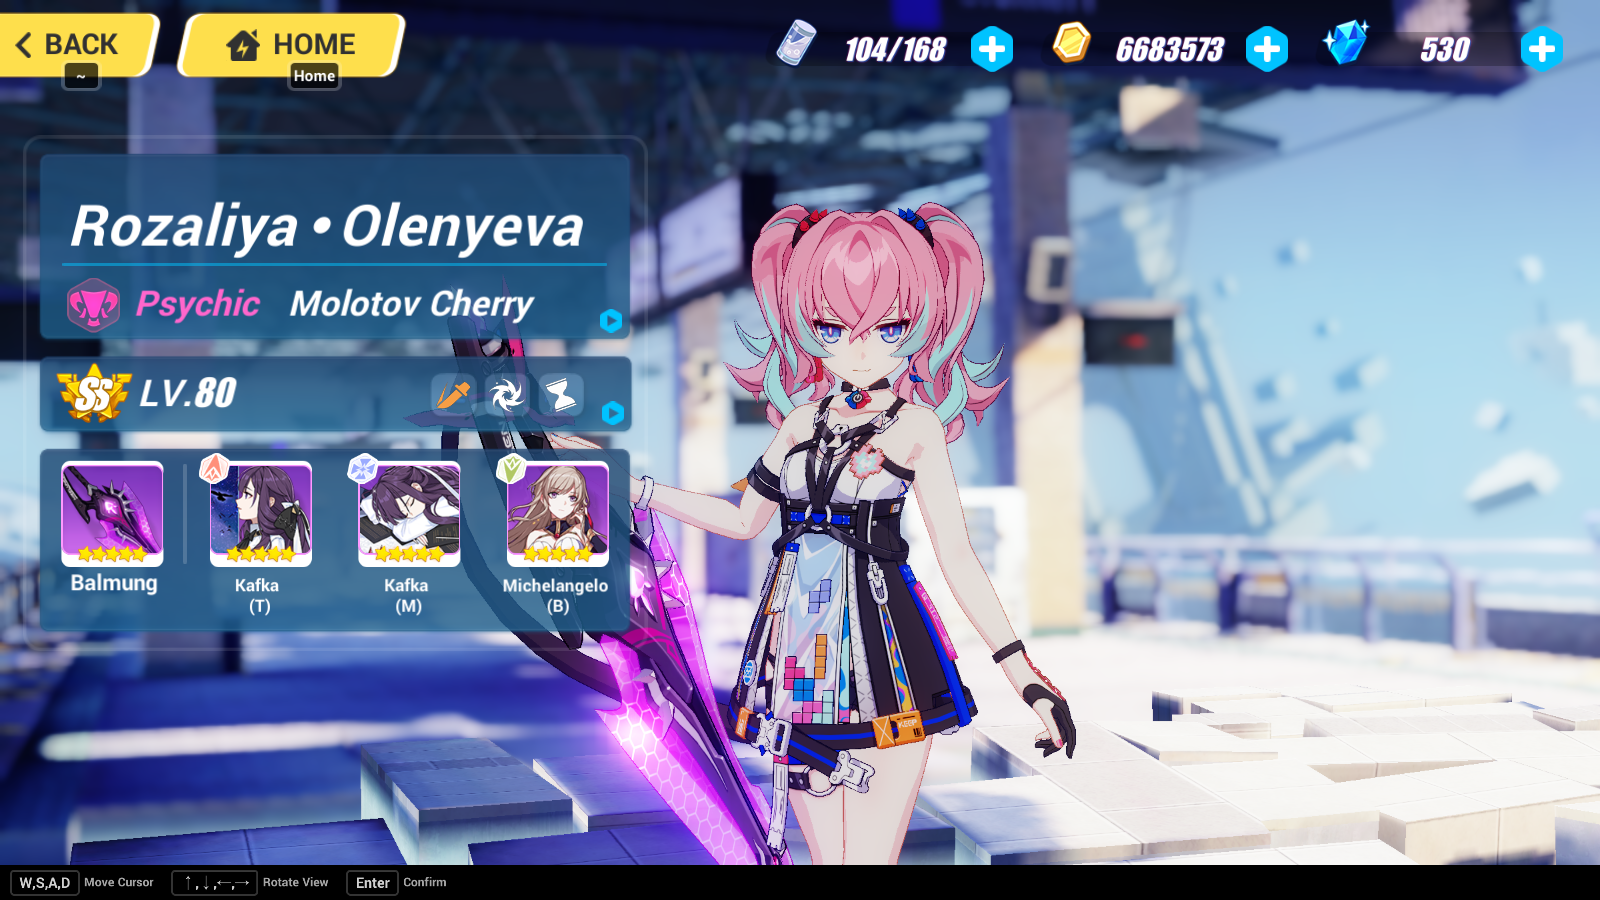 BACK
~
HOME
Home
104/168
6683573
530
Rozaliya • Olenyeva
Psychic Molotov Cherry
SS LV.80
Balmung
Kafka
(T)
Kafka
(M)
Michelangelo
(B)
KEEP
W,S,A,D Move Cursor ↑,↓,←,→ Rotate View Enter Confirm